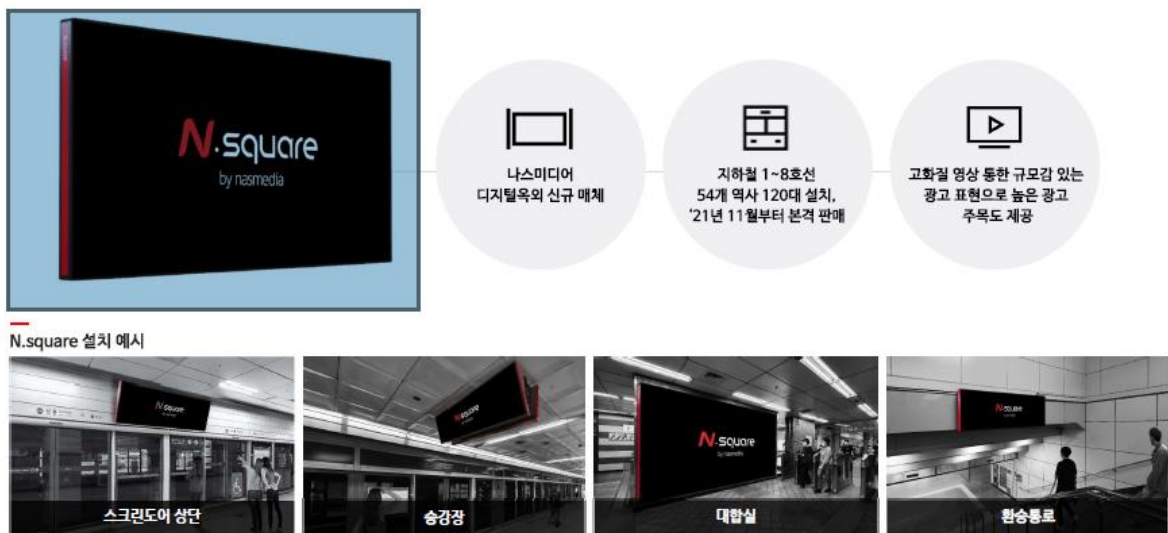 N.square
by nasmedia
나스미디어
디지털옥외 신규 매체
지하철 1~8호선
54개 역사 120대 설치,
'21년 11월부터 본격 판매
고화질 영상 통한 규모감 있는
광고 표현으로 높은 광고
주목도 제공
N.square 설치 예시
N.square
N.square
N.square
by nasmedia
N.square
스크린도어 상단
승강장
대합실
환승통로